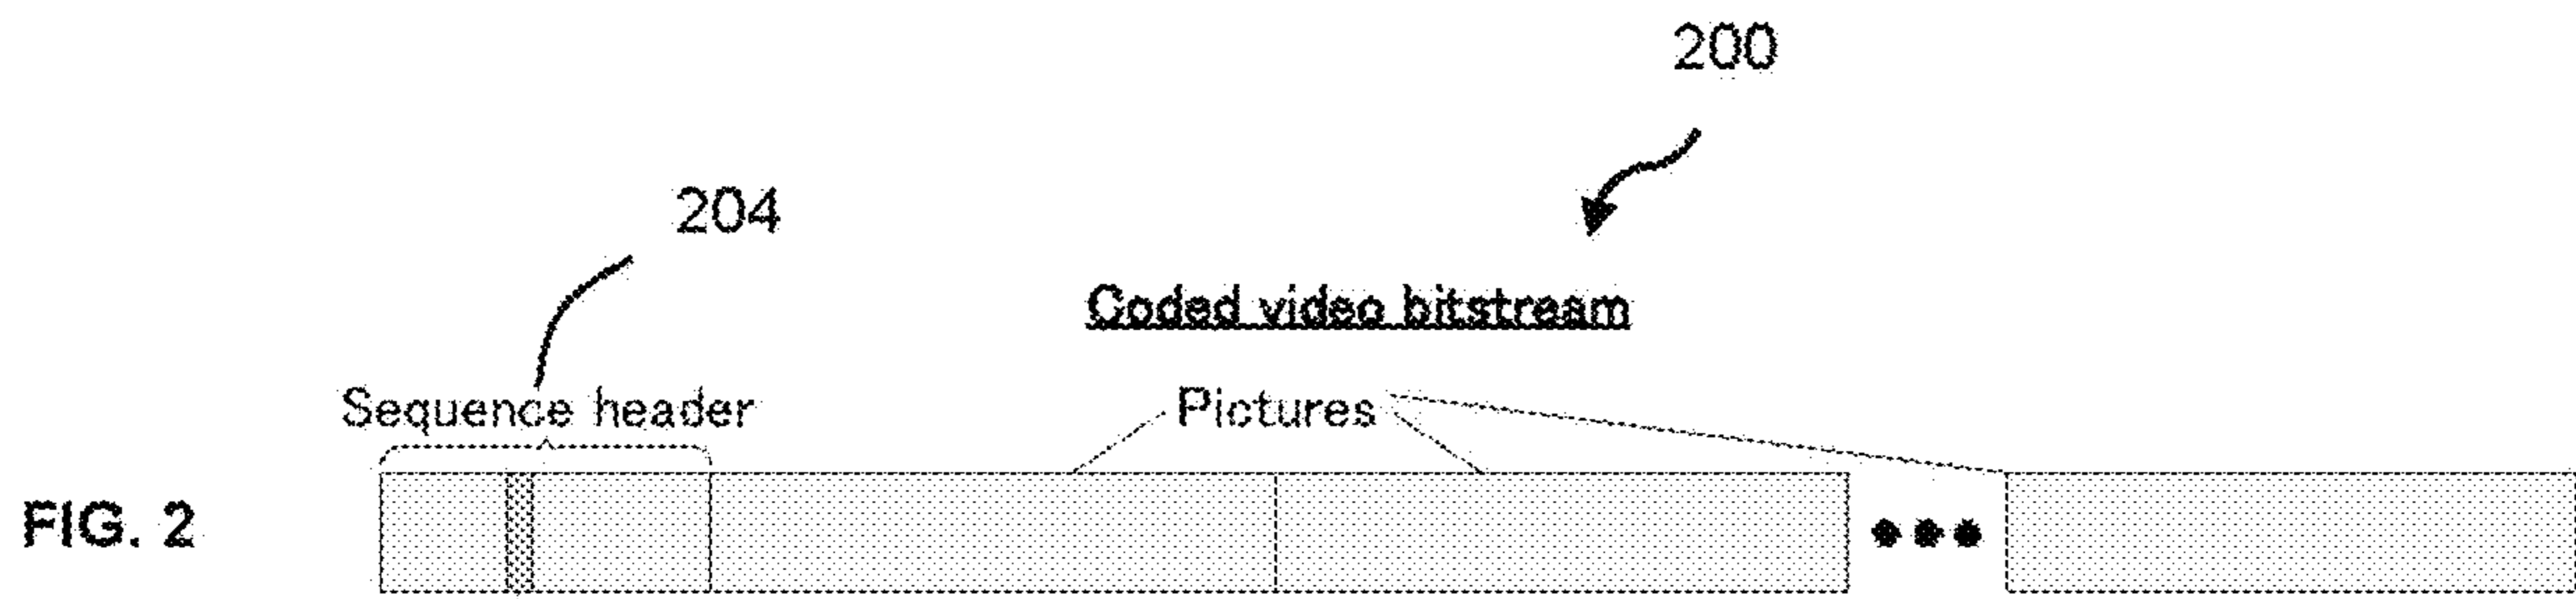 200
204
Coded video bitstream
Sequence header
Pictures
FIG. 2